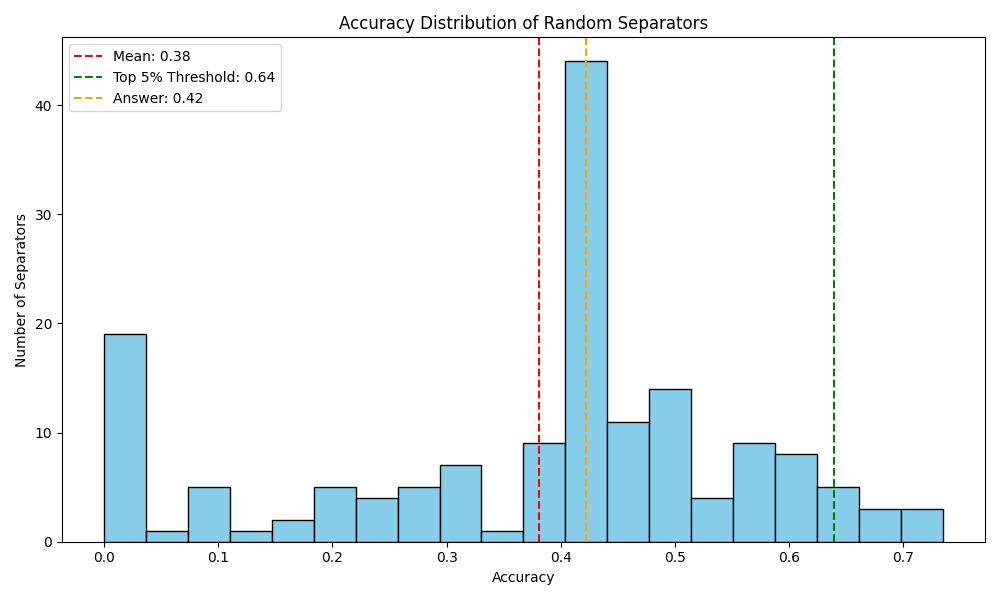 Accuracy Distribution of Random Separators
Mean: 0.38
Top 5% Threshold: 0.64
Answer: 0.42
Number of Separators
40
30
20
10
0
0.0 0.1 0.2 0.3 0.4 0.5 0.6 0.7
Accuracy